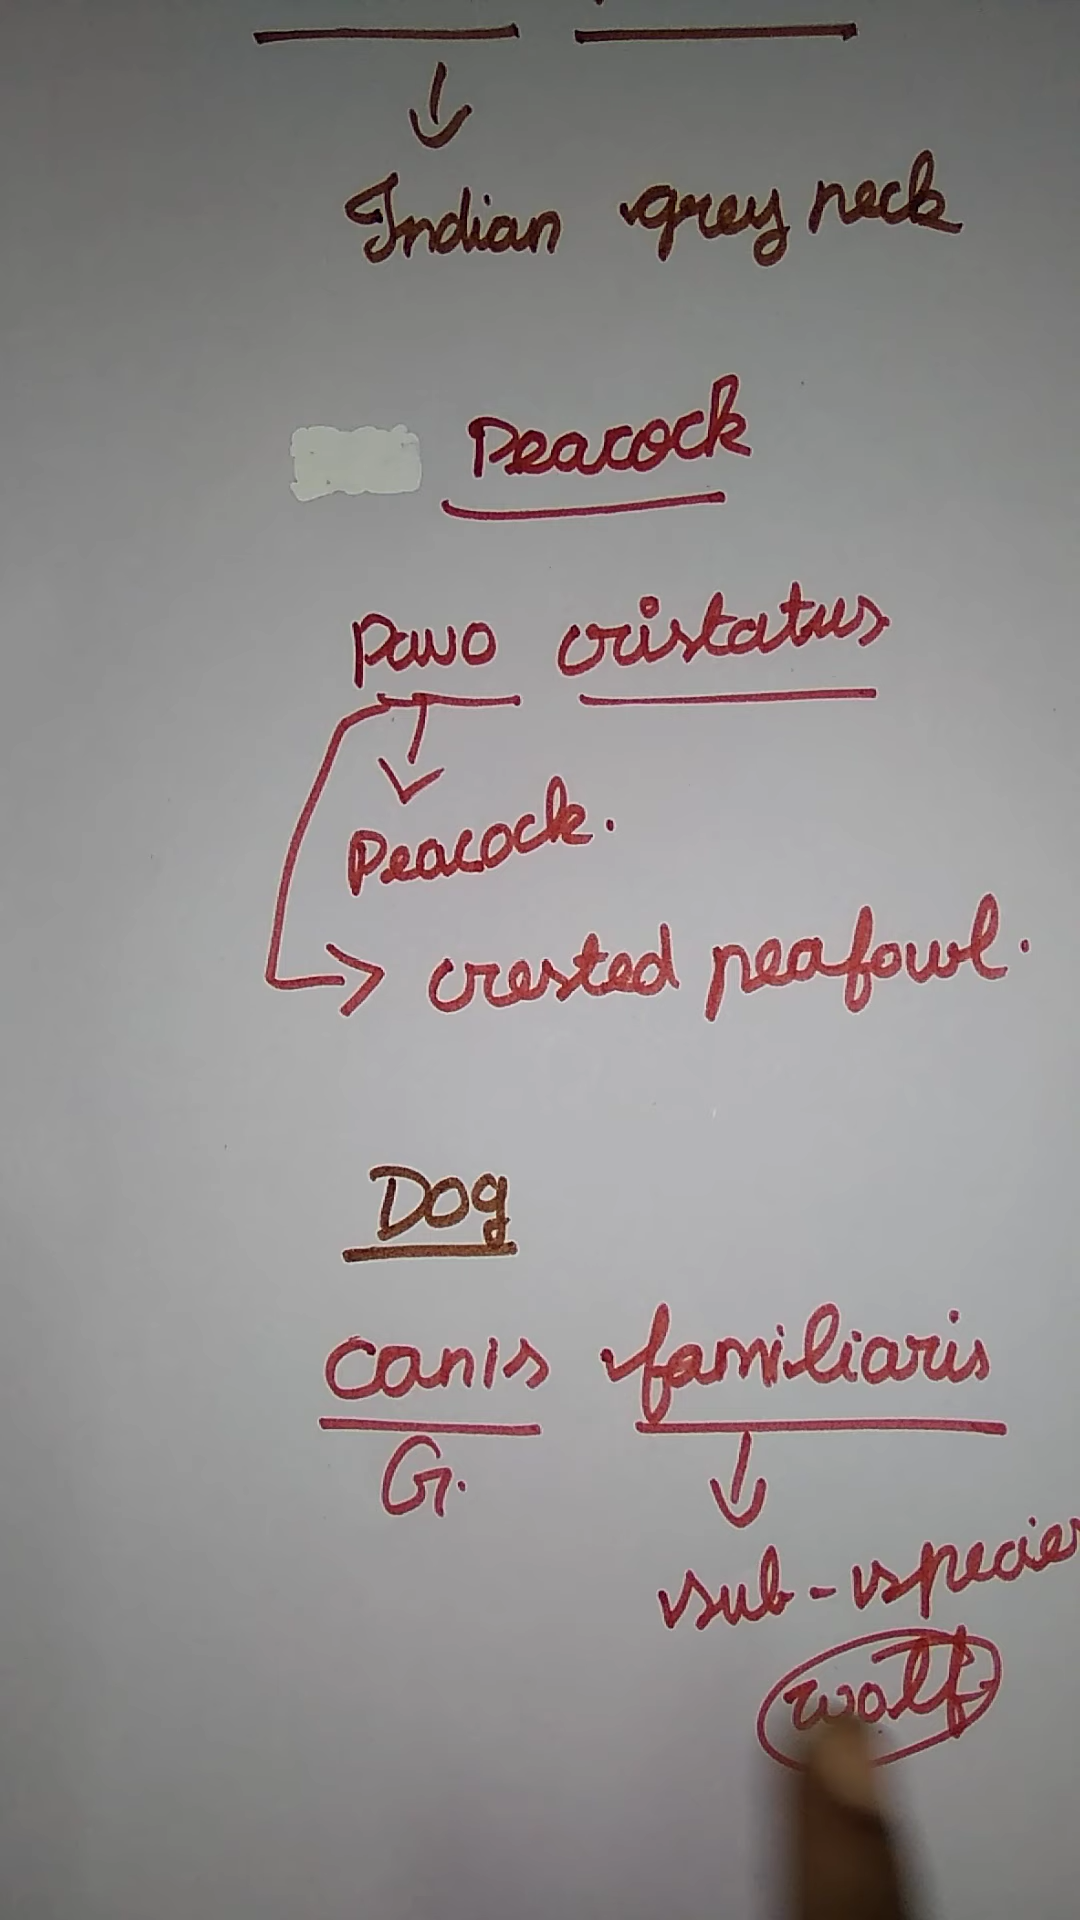 Indian grey neck
Peacock
Pavo cristatus
Peacock.
crested peafowl.
Dog
Canis familiaris
G.
sub-species
wolf